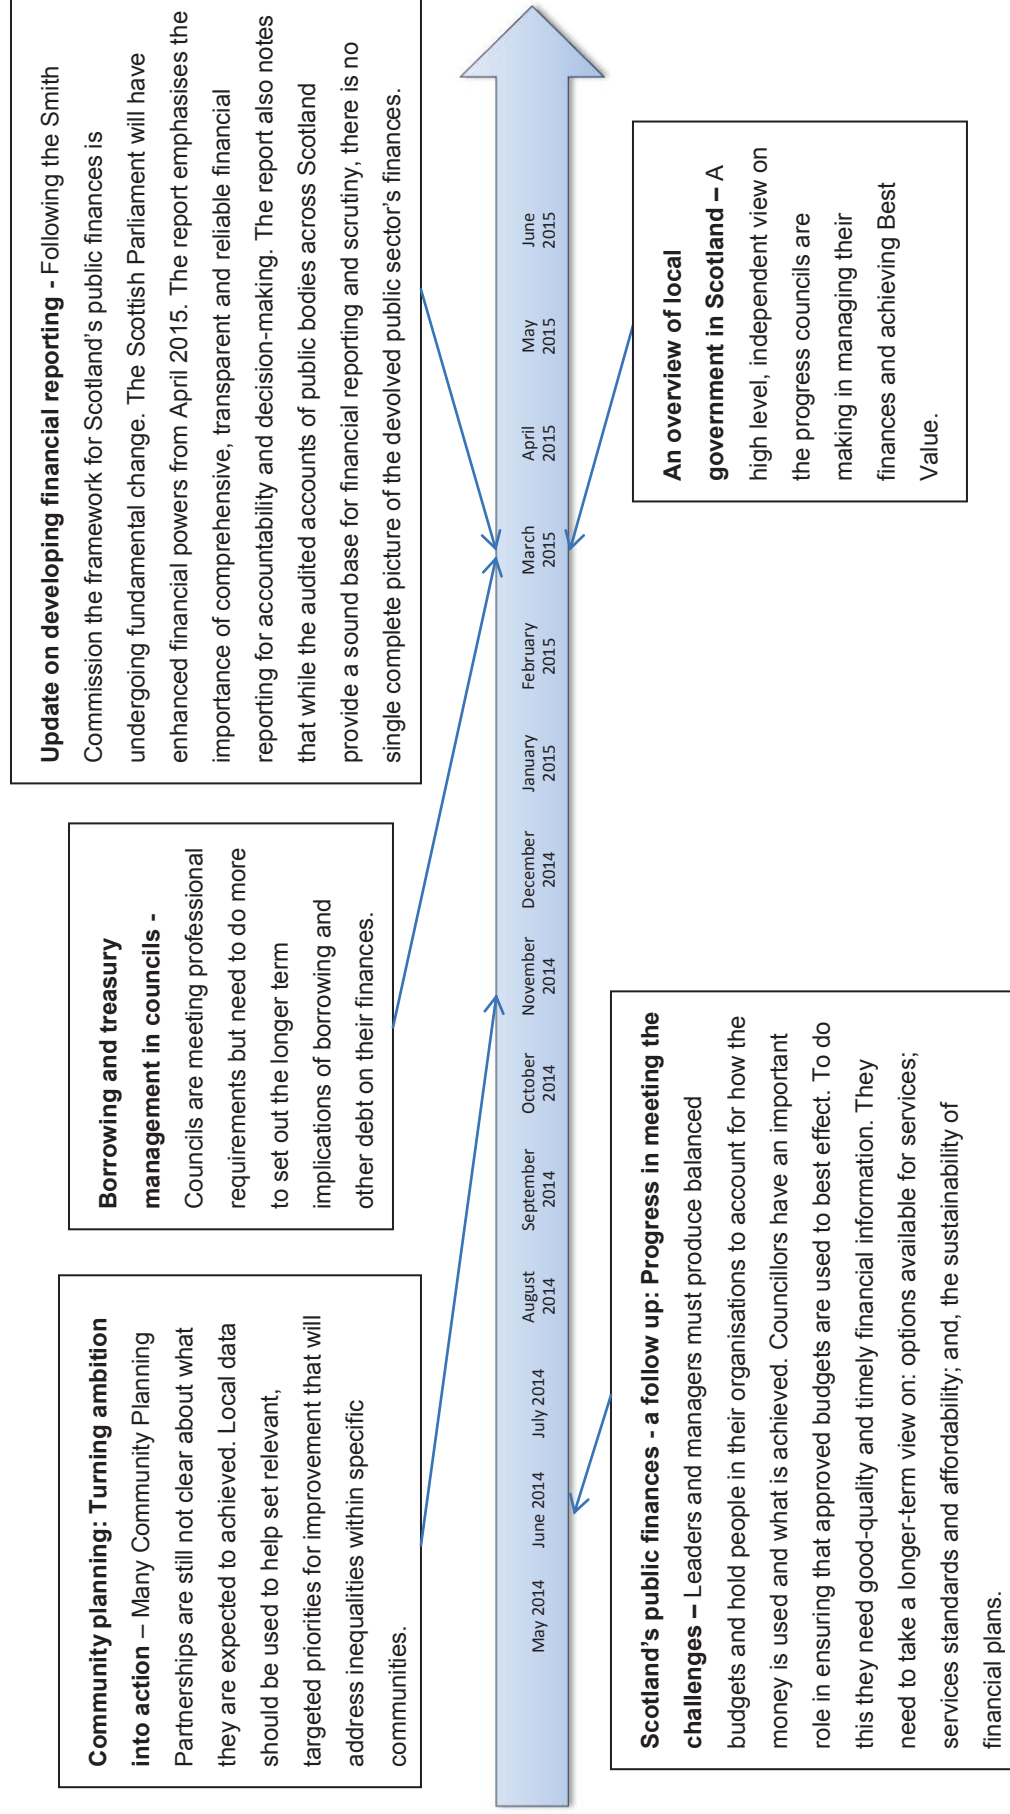 Community planning: Turning ambition
into action – Many Community Planning
Partnerships are still not clear about what
they are expected to achieved. Local data
should be used to help set relevant,
targeted priorities for improvement that will
address inequalities within specific
communities.
Borrowing and treasury
management in councils -
Councils are meeting professional
requirements but need to do more
to set out the longer term
implications of borrowing and
other debt on their finances.
Update on developing financial reporting - Following the Smith
Commission the framework for Scotland's public finances is
undergoing fundamental change. The Scottish Parliament will have
enhanced financial powers from April 2015. The report emphasises the
importance of comprehensive, transparent and reliable financial
reporting for accountability and decision-making. The report also notes
that while the audited accounts of public bodies across Scotland
provide a sound base for financial reporting and scrutiny, there is no
single complete picture of the devolved public sector's finances.
May 2014
June 2014
July 2014
August
2014
September
2014
October
2014
November
2014
December
2014
January
2015
February
2015
March
2015
April
2015
May
2015
June
2015
Scotland's public finances - a follow up: Progress in meeting the
challenges – Leaders and managers must produce balanced
budgets and hold people in their organisations to account for how the
money is used and what is achieved. Councillors have an important
role in ensuring that approved budgets are used to best effect. To do
this they need good-quality and timely financial information. They
need to take a longer-term view on: options available for services;
services standards and affordability; and, the sustainability of
financial plans.
An overview of local
government in Scotland – A
high level, independent view on
the progress councils are
making in managing their
finances and achieving Best
Value.